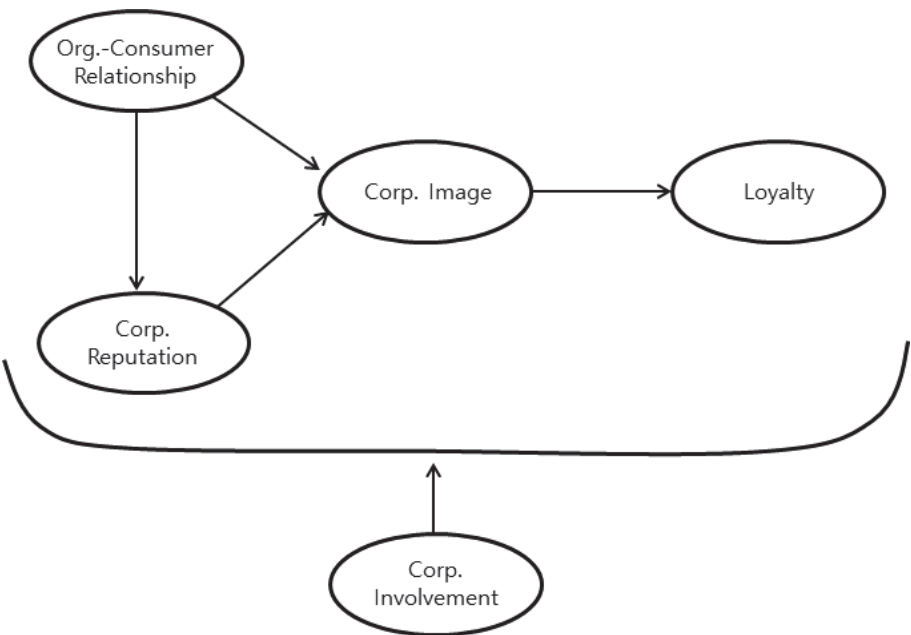 Org.-Consumer
Relationship
Corp. Image
Loyalty
Corp.
Reputation
Corp.
Involvement